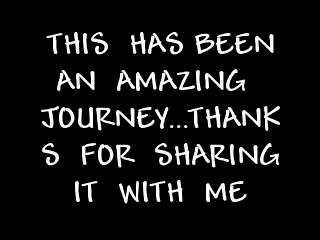 THIS HAS BEEN
AN AMAZING
JOURNEY...THANK
S FOR SHARING
IT WITH ME